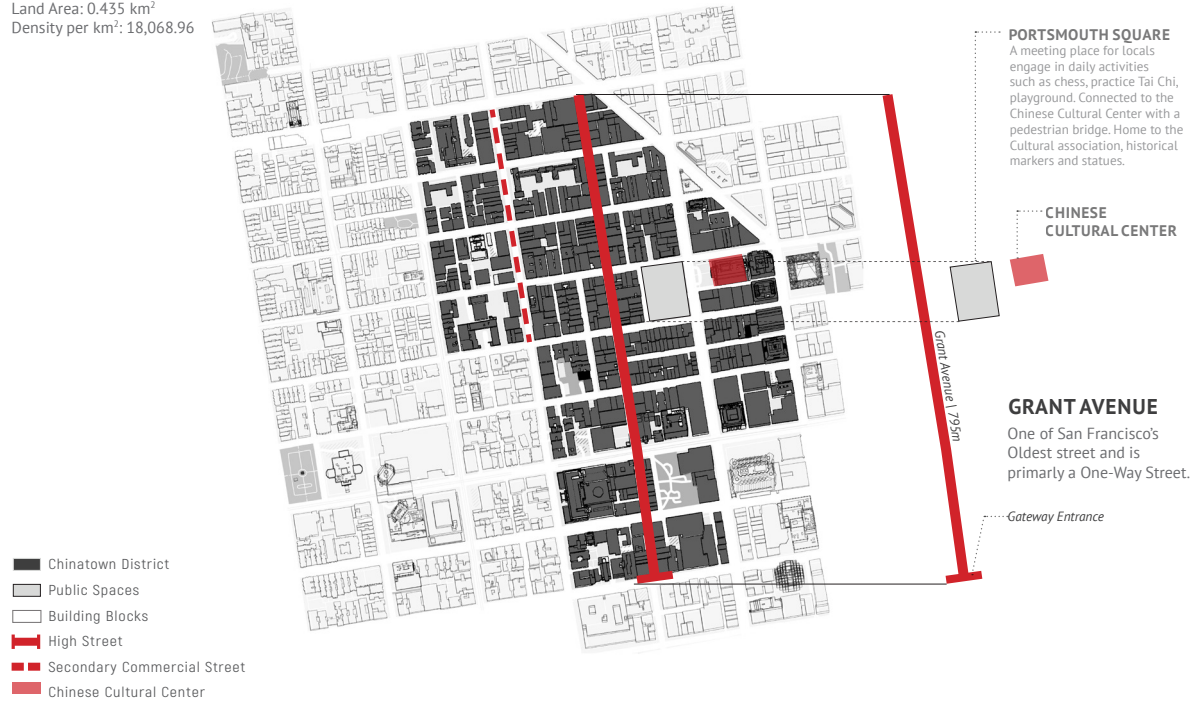 Land Area: 0.435 km²
Density per km²: 18,068.96
PORTSMOUTH SQUARE
A meeting place for locals
engage in daily activities
such as chess, practice Tai Chi,
playground. Connected to the
Chinese Cultural Center with a
pedestrian bridge. Home to the
Cultural association, historical
markers and statues.
CHINESE
CULTURAL CENTER
Grant Avenue | 795m
GRANT AVENUE
One of San Francisco's
Oldest street and is
primarly a One-Way Street.
Gateway Entrance
Chinatown District
Public Spaces
Building Blocks
High Street
Secondary Commercial Street
Chinese Cultural Center